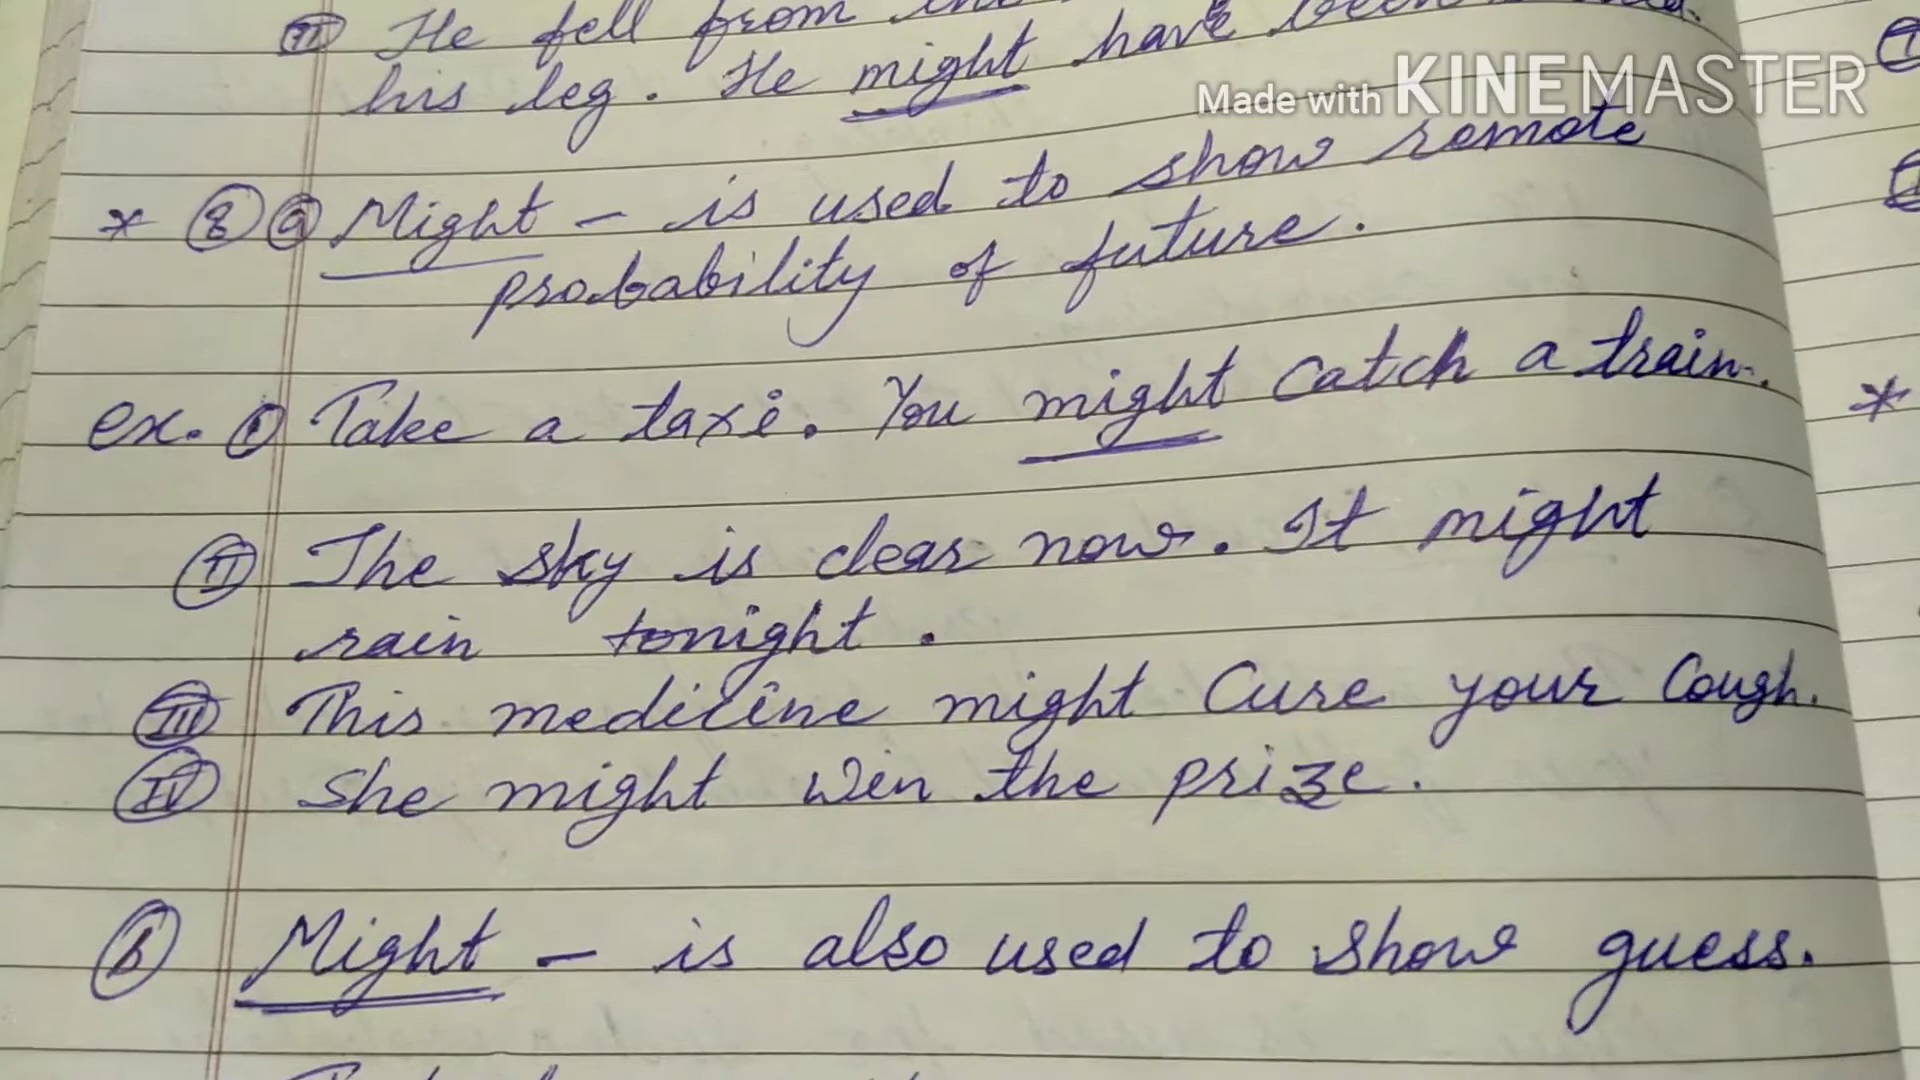 II He fell from
his leg. He might have been
Made with KINEMASTER
* 8 a Might - is used to show remote
probability of future.
ex. I Take a taxi. You might catch a train.
II The sky is clear now. It might
rain tonight.
III This medicine might Cure your Cough.
IV She might win the prize.
b Might - is also used to show guess.